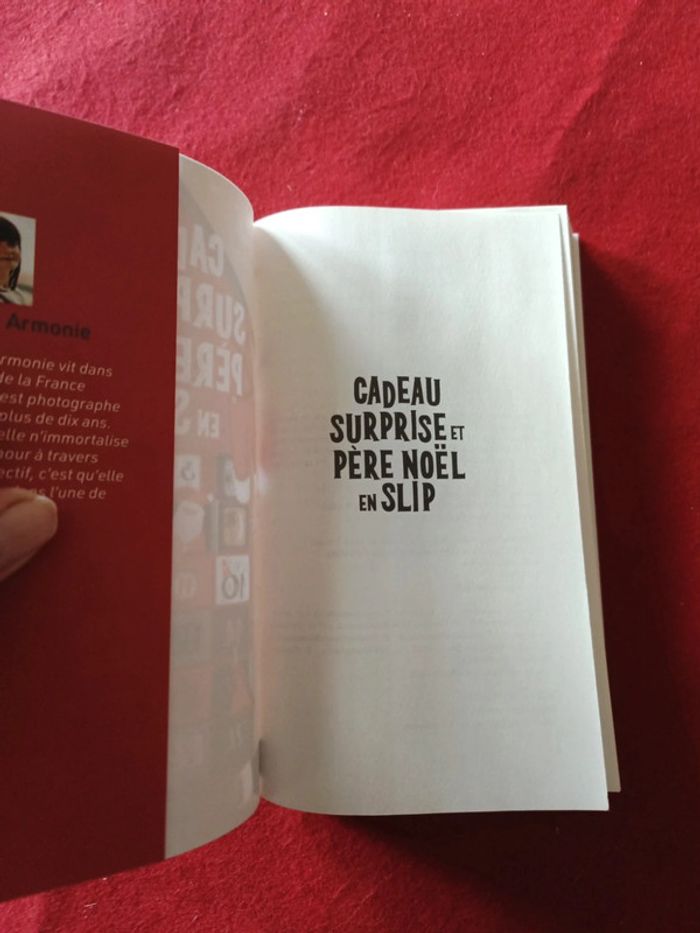 Armonie
rmonie vit dans
de la France
est photographe
plus de dix ans.
elle n'immortalise
pour à travers
ectif, c'est qu'elle
s l'une de
CADEAU
SURPRISE ET
PÈRE NOËL
EN SLIP